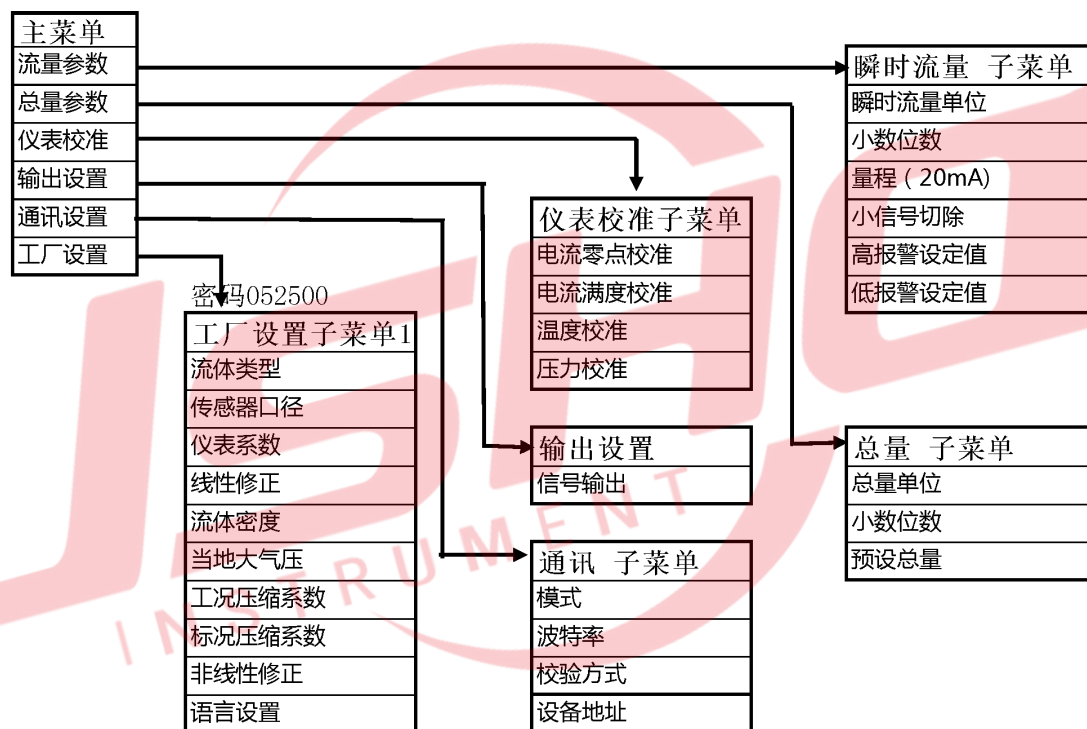 主菜单
流量参数
总量参数
仪表校准
输出设置
通讯设置
工厂设置
瞬时流量 子菜单
瞬时流量单位
小数位数
量程（20mA)
小信号切除
高报警设定值
低报警设定值
仪表校准子菜单
电流零点校准
电流满度校准
温度校准
压力校准
密码052500
工厂设置子菜单1
流体类型
传感器口径
仪表系数
线性修正
流体密度
当地大气压
工况压缩系数
标况压缩系数
非线性修正
语言设置
输出设置
信号输出
总量 子菜单
总量单位
小数位数
预设总量
通讯 子菜单
模式
波特率
校验方式
设备地址
INSTRUMENT